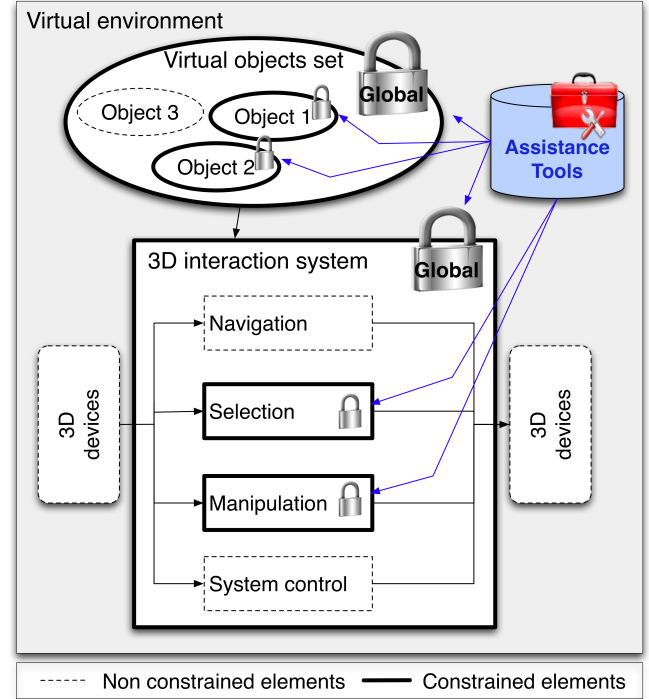 Virtual environment
Virtual objects set
Global
Object 3
Object 1
Object 2
Assistance
Tools
3D interaction system
Global
Navigation
Selection
Manipulation
System control
3D
devices
3D
devices
Non constrained elements
Constrained elements